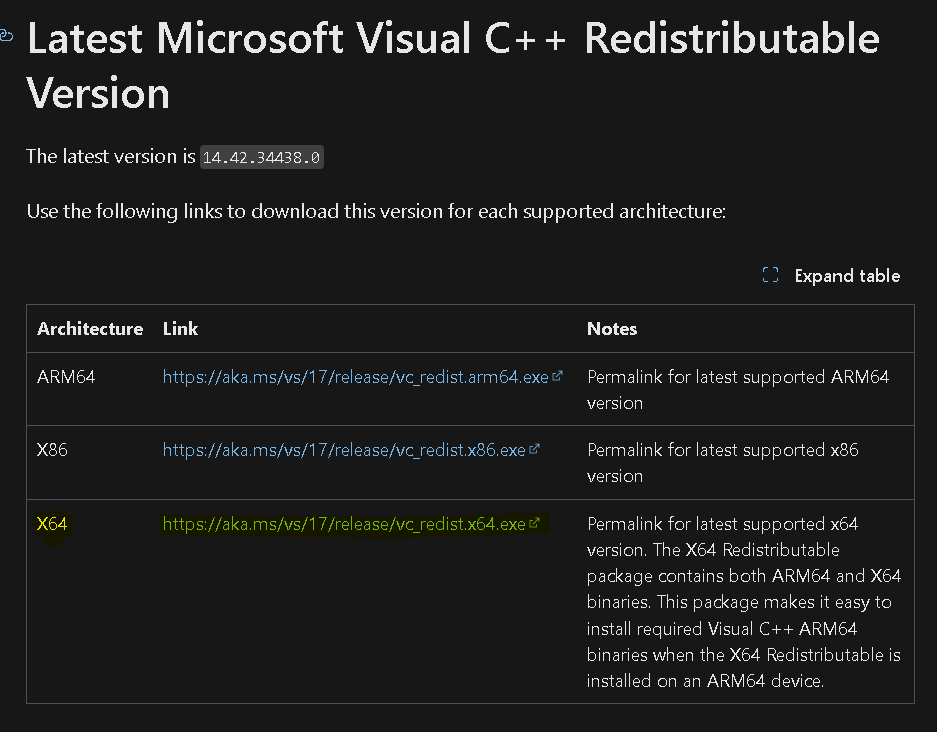 Latest Microsoft Visual C++ Redistributable
Version
The latest version is 14.42.34438.0
Use the following links to download this version for each supported architecture:
Expand table
Architecture Link Notes
ARM64 https://aka.ms/vs/17/release/vc_redist.arm64.exe Permalink for latest supported ARM64
version
X86 https://aka.ms/vs/17/release/vc_redist.x86.exe Permalink for latest supported x86
version
X64 https://aka.ms/vs/17/release/vc_redist.x64.exe Permalink for latest supported x64
version. The X64 Redistributable
package contains both ARM64 and X64
binaries. This package makes it easy to
install required Visual C++ ARM64
binaries when the X64 Redistributable is
installed on an ARM64 device.